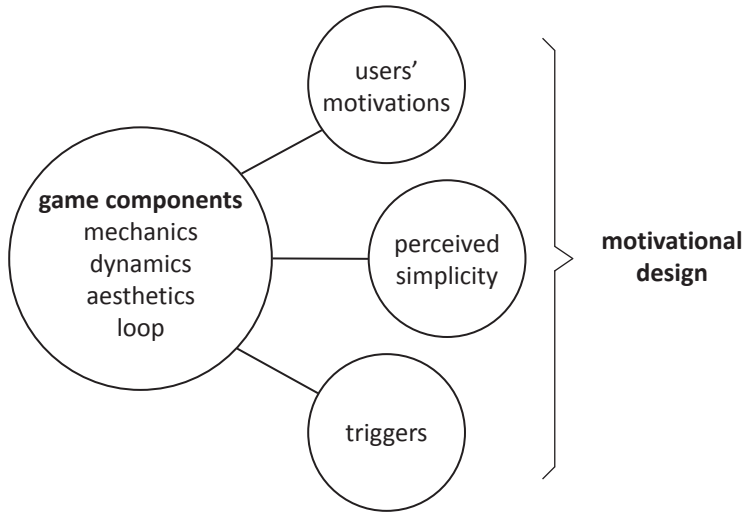 users’
motivations
game components
mechanics
dynamics
aesthetics
loop
perceived
simplicity
triggers
motivational
design